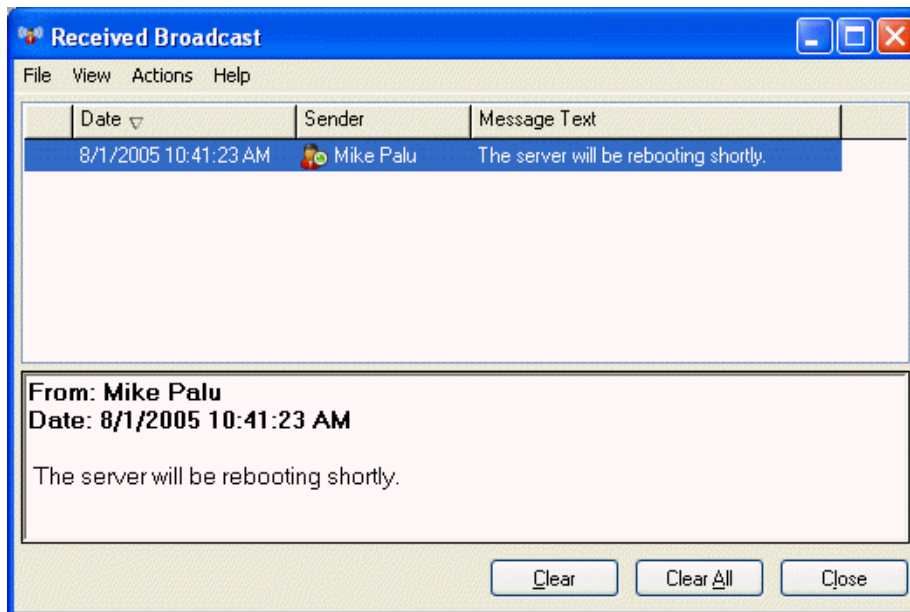 Received Broadcast
File View Actions Help
Date Sender Message Text
8/1/2005 10:41:23 AM Mike Palu The server will be rebooting shortly.
From: Mike Palu
Date: 8/1/2005 10:41:23 AM
The server will be rebooting shortly.
Clear Clear All Close